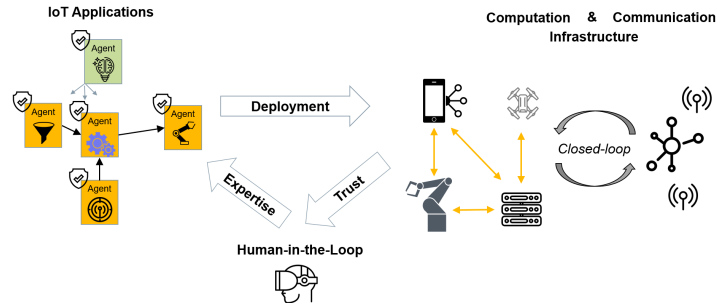 IoT Applications
Computation & Communication
Infrastructure
Agent
Agent
Agent
Agent
Agent
Deployment
Closed-loop
Expertise
Trust
Human-in-the-Loop